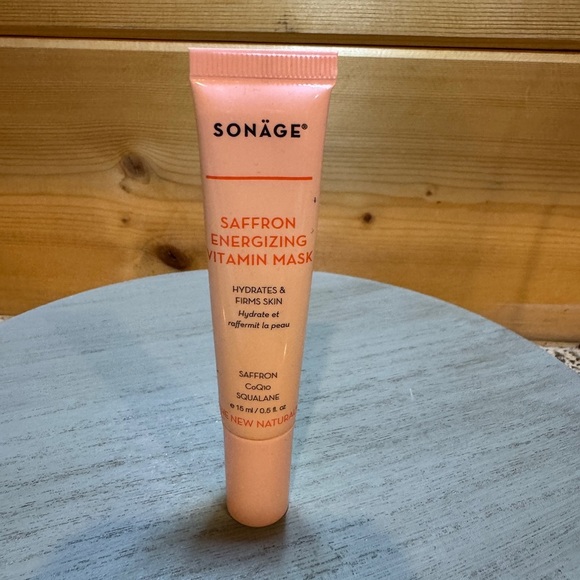 SONÄGE®
SAFFRON
ENERGIZING
VITAMIN MASK
HYDRATES &
FIRMS SKIN
Hydrate et
raffermit la peau
SAFFRON
CoQ10
SQUALANE
e 15 ml / 0.5 fl. oz
NEW NATURAL